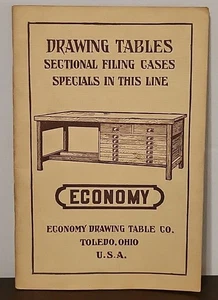 DRAWING TABLES
SECTIONAL FILING CASES
SPECIALS IN THIS LINE
ECONOMY
ECONOMY DRAWING TABLE CO.
TOLEDO, OHIO
U.S.A.